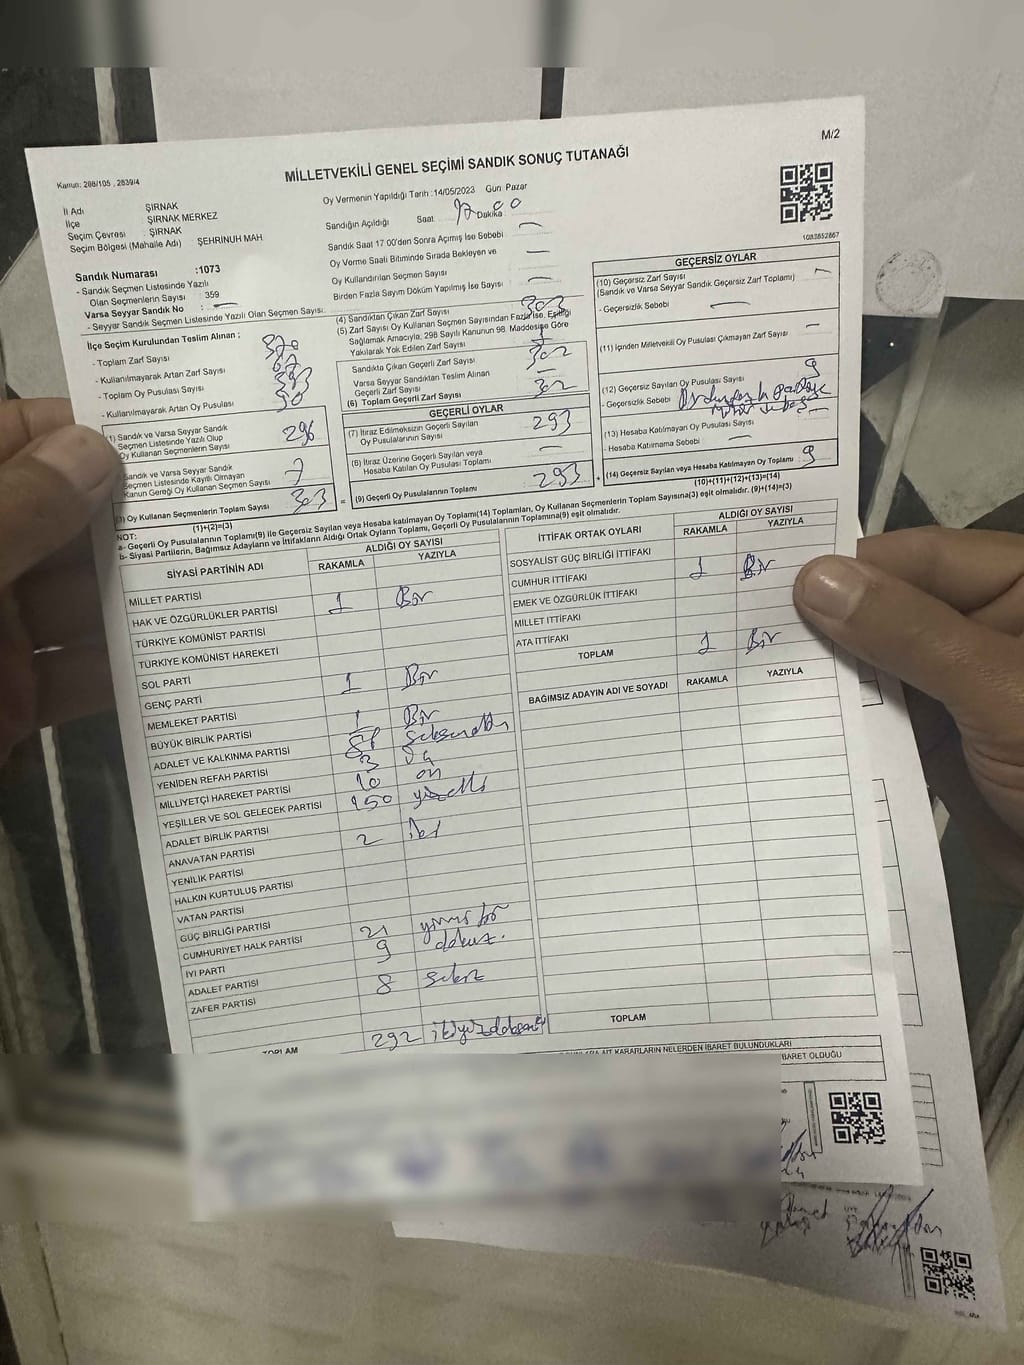 M/2
Kanun: 298/105 , 2839/4
MİLLETVEKİLİ GENEL SEÇİMİ SANDIK SONUÇ TUTANAĞI
İl Adı ŞIRNAK
İlçe ŞIRNAK MERKEZ
Seçim Çevresi : ŞIRNAK
Seçim Bölgesi (Mahalle Adı) ŞEHRİNUH MAH
Sandık Numarası :1073
- Sandık Seçmen Listesinde Yazılı
Olan Seçmenlerin Sayısı : 359
Varsa Seyyar Sandık No : —
- Seyyar Sandık Seçmen Listesinde Yazılı Olan Seçmen Sayısı:
Oy Vermenin Yapıldığı Tarih :14/05/2023 Gün: Pazar
Sandığın Açıldığı Saat 17 Dakika 00
Sandık Saat 17:00'den Sonra Açımış İse Sebebi —
Oy Verme Saati Bitiminde Sırada Bekleyen ve —
Oy Kullandırılan Seçmen Sayısı
Birden Fazla Sayım Döküm Yapılmış İse Sayısı —
1083852867
İlçe Seçim Kurulundan Teslim Alınan :
- Toplam Zarf Sayısı 370
- Kullanılmayarak Artan Zarf Sayısı 67
- Toplam Oy Pusulası Sayısı
- Kullanılmayarak Artan Oy Pusulası
(1) Sandık ve Varsa Seyyar Sandık
Seçmen Listesinde Yazılı Olup
Oy Kullanan Seçmenlerin Sayısı 296
Sandık ve Varsa Seyyar Sandık
Seçmen Listesinde Kayıtlı Olmayan
Kanun Gereği Oy Kullanan Seçmen Sayısı 7
(3) Oy Kullanan Seçmenlerin Toplam Sayısı 303
(1)+(2)=(3)
(4) Sandıktan Çıkan Zarf Sayısı 303
(5) Zarf Sayısı Oy Kullanan Seçmen Sayısından Fazla İse, Eşitliği
Sağlamak Amacıyla, 298 Sayılı Kanunun 98. Maddesine Göre
Yakılarak Yok Edilen Zarf Sayısı
Sandıkta Çıkan Geçerli Zarf Sayısı 302
Varsa Seyyar Sandıktan Teslim Alınan
Geçerli Zarf Sayısı —
(6) Toplam Geçerli Zarf Sayısı 302
GEÇERLİ OYLAR
(7) İtiraz Edilmeksizin Geçerli Sayılan
Oy Pusulalarının Sayısı 293
(8) İtiraz Üzerine Geçerli Sayılan veya
Hesaba Katılan Oy Pusulası Toplamı —
= (9) Geçerli Oy Pusulalarının Toplamı 293
GEÇERSİZ OYLAR
(10) Geçersiz Zarf Sayısı —
(Sandık ve Varsa Seyyar Sandık Geçersiz Zarf Toplamı)
- Geçersizlik Sebebi —
(11) İçinden Milletvekili Oy Pusulası Çıkmayan Zarf Sayısı —
(12) Geçersiz Sayılan Oy Pusulası Sayısı 9
- Geçersizlik Sebebi
(13) Hesaba Katılmayan Oy Pusulası Sayısı —
- Hesaba Katılmama Sebebi —
+ (14) Geçersiz Sayılan veya Hesaba Katılmayan Oy Toplamı 9
(10)+(11)+(12)+(13)=(14)
NOT:
a- Geçerli Oy Pusulalarının Toplamı(9) ile Geçersiz Sayılan veya Hesaba katılmayan Oy Toplamı(14) Toplamları, Oy Kullanan Seçmenlerin Toplam Sayısına(3) eşit olmalıdır. (9)+(14)=(3)
b- Siyasi Partilerin, Bağımsız Adayların ve İttifakların Aldığı Ortak Oyların Toplamı, Geçerli Oy Pusulalarının Toplamına(9) eşit olmalıdır.
SİYASİ PARTİNİN ADI
ALDIĞI OY SAYISI
RAKAMLA YAZIYLA
MİLLET PARTİSİ
HAK VE ÖZGÜRLÜKLER PARTİSİ 1 Bir
TÜRKİYE KOMÜNİST PARTİSİ
TÜRKİYE KOMÜNİST HAREKETİ
SOL PARTİ
GENÇ PARTİ 1 Bir
MEMLEKET PARTİSİ
BÜYÜK BİRLİK PARTİSİ 1 Bir
ADALET VE KALKINMA PARTİSİ
YENİDEN REFAH PARTİSİ 3 üç
MİLLİYETÇİ HAREKET PARTİSİ 10 on
YEŞİLLER VE SOL GELECEK PARTİSİ 150 yüzelli
ADALET BİRLİK PARTİSİ
ANAVATAN PARTİSİ 2 iki
YENİLİK PARTİSİ
HALKIN KURTULUŞ PARTİSİ
VATAN PARTİSİ
GÜÇ BİRLİĞİ PARTİSİ
CUMHURİYET HALK PARTİSİ 21 yirmi bir
İYİ PARTİ 9 dokuz.
ADALET PARTİSİ
ZAFER PARTİSİ 8 sekiz
TOPLAM 292
İTTİFAK ORTAK OYLARI
ALDIĞI OY SAYISI
RAKAMLA YAZIYLA
SOSYALİST GÜÇ BİRLİĞİ İTTİFAKI
CUMHUR İTTİFAKI 1 Bir
EMEK VE ÖZGÜRLÜK İTTİFAKI
MİLLET İTTİFAKI
ATA İTTİFAKI
TOPLAM 1 Bir
BAĞIMSIZ ADAYIN ADI VE SOYADI RAKAMLA YAZIYLA
TOPLAM
AİT KARARLARIN NELERDEN İBARET BULUNDUKLARI
İBARET OLDUĞU